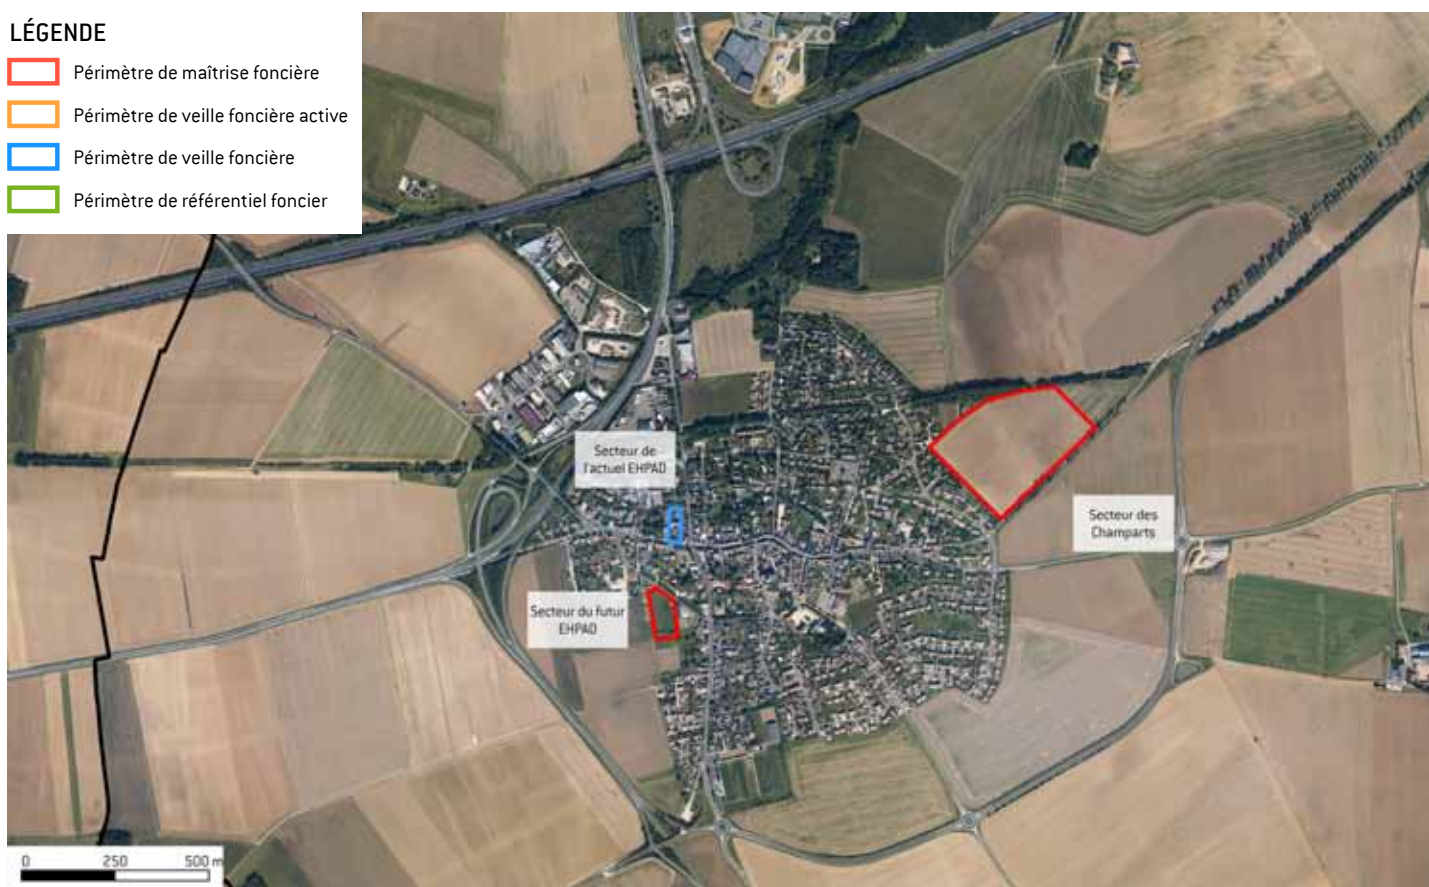 LÉGENDE
Périmètre de maîtrise foncière
Périmètre de veille foncière active
Périmètre de veille foncière
Périmètre de référentiel foncier
Secteur de
l'actuel EHPAD
Secteur des
Champarts
Secteur du futur
EHPAD
0 250 500 m